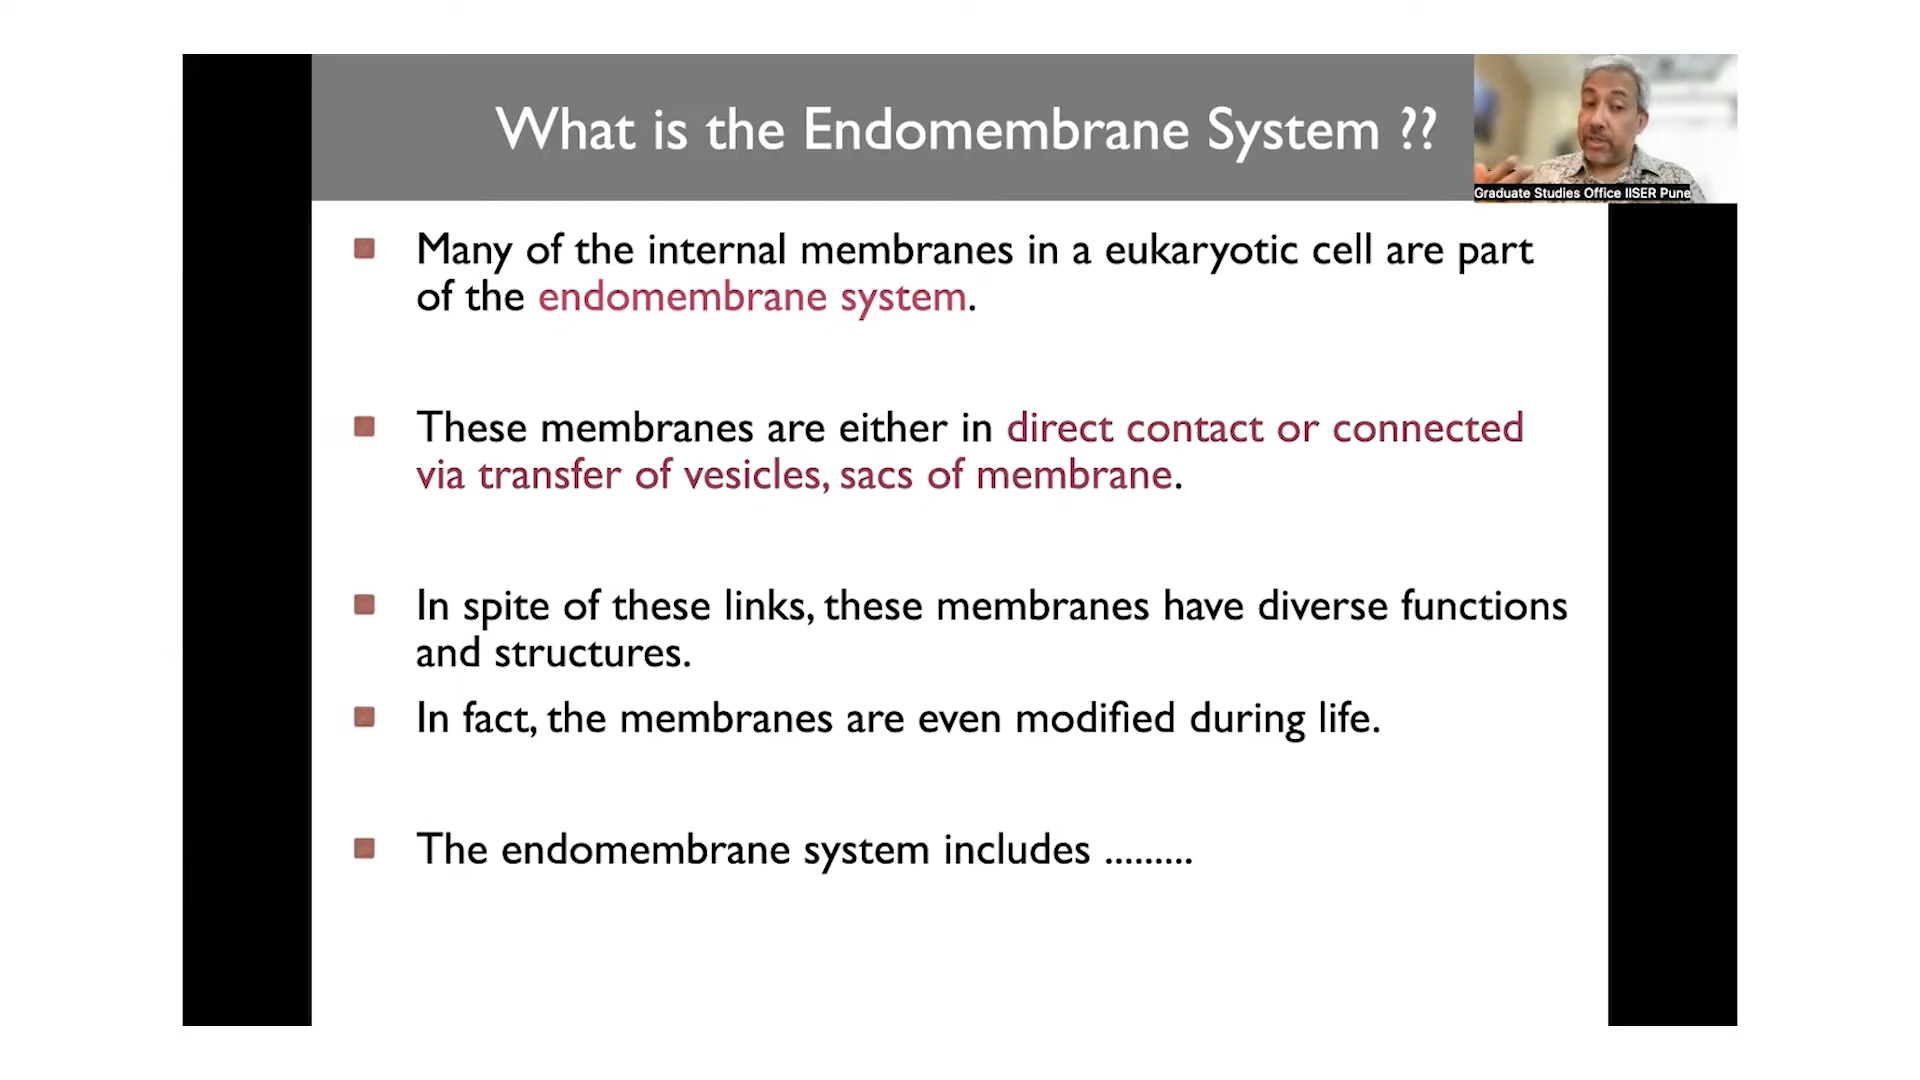 What is the Endomembrane System ??
Graduate Studies Office IISER Pune
Many of the internal membranes in a eukaryotic cell are part
of the endomembrane system.
These membranes are either in direct contact or connected
via transfer of vesicles, sacs of membrane.
In spite of these links, these membranes have diverse functions
and structures.
In fact, the membranes are even modified during life.
The endomembrane system includes .........